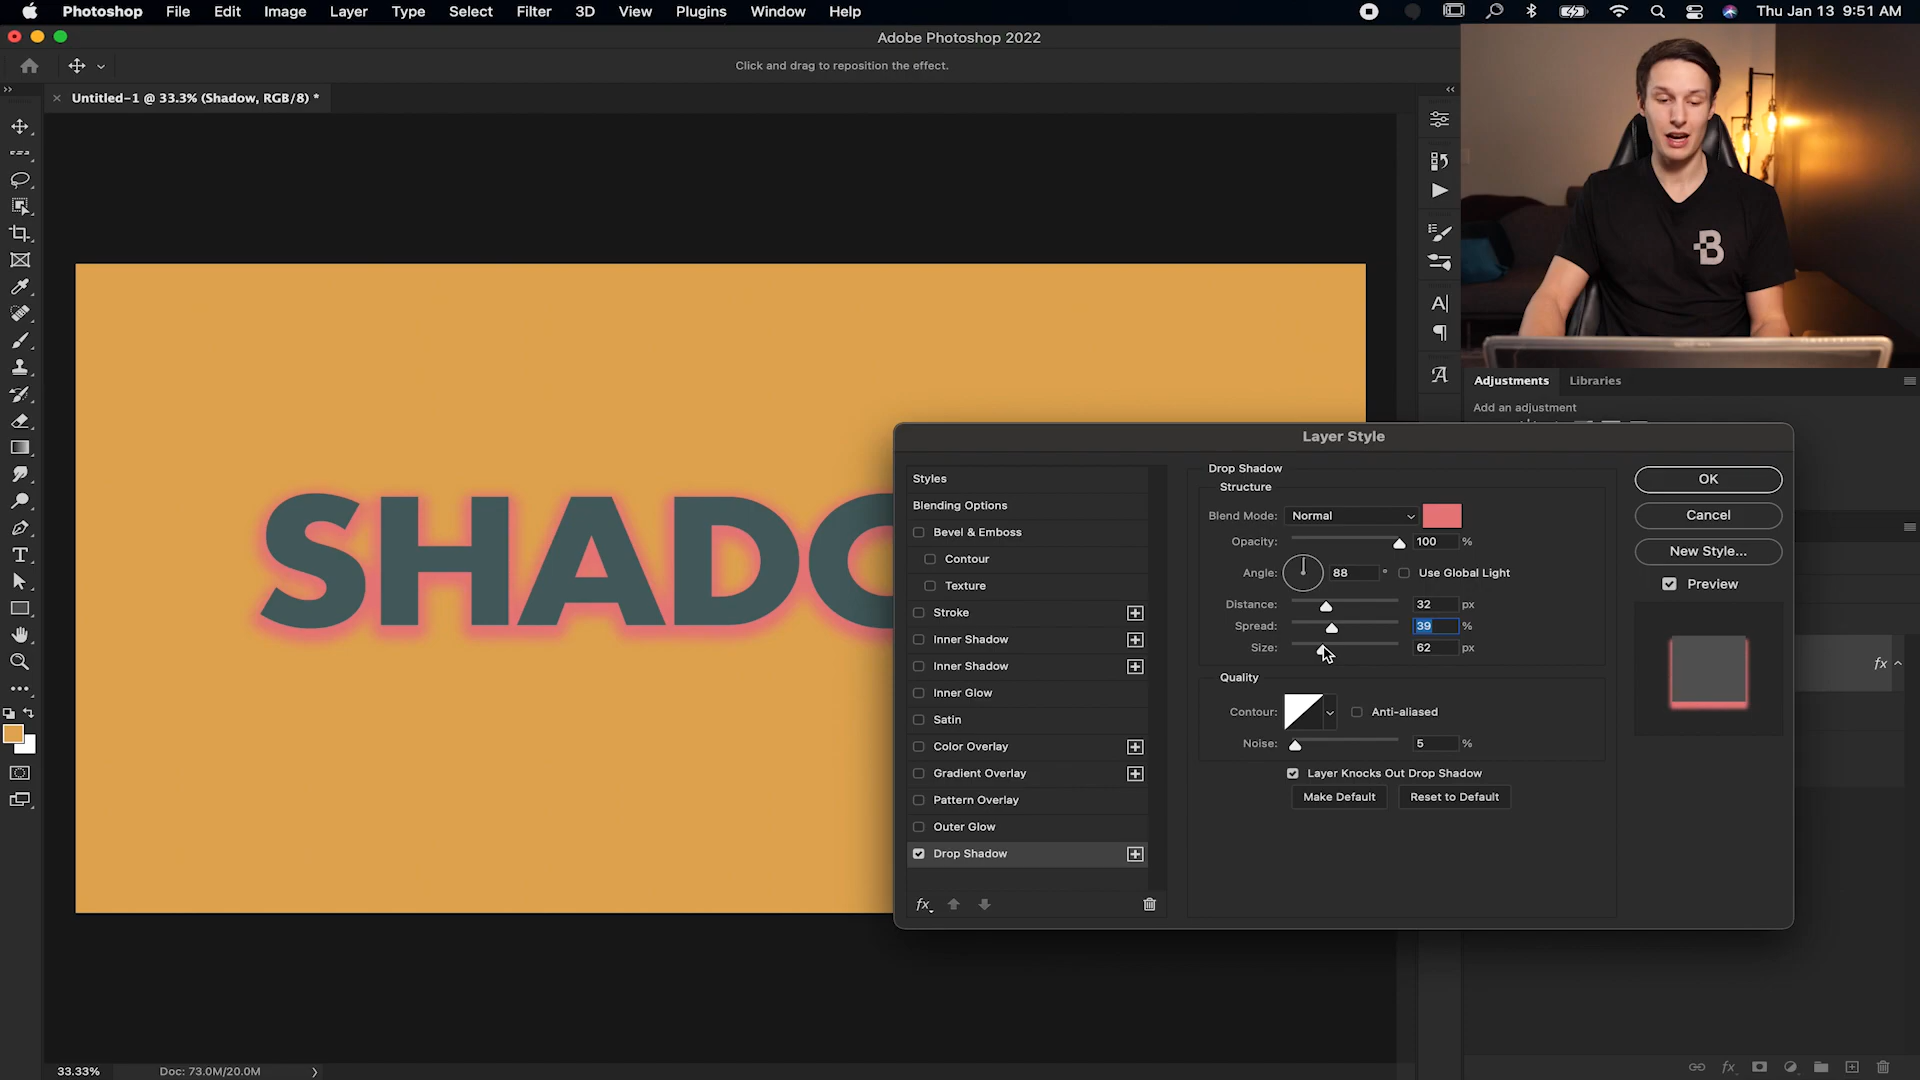 Photoshop File Edit Image Layer Type Select Filter 3D View Plugins Window Help Thu Jan 13 9:51 AM
Adobe Photoshop 2022
Click and drag to reposition the effect.
Untitled-1 @ 33.3% (Shadow, RGB/8) *
B
Adjustments Libraries
Add an adjustment
SHADO
Layer Style
Styles
Blending Options
Bevel & Emboss
Contour
Texture
Stroke
Inner Shadow
Inner Shadow
Inner Glow
Satin
Color Overlay
Gradient Overlay
Pattern Overlay
Outer Glow
Drop Shadow
fx
Drop Shadow
Structure
Blend Mode: Normal
Opacity: 100 %
Angle: 88 ° Use Global Light
Distance: 32 px
Spread: 39 %
Size: 62 px
Quality
Contour: Anti-aliased
Noise: 5 %
Layer Knocks Out Drop Shadow
Make Default Reset to Default
OK
Cancel
New Style...
Preview
fx
33.33% Doc: 73.0M/20.0M
fx